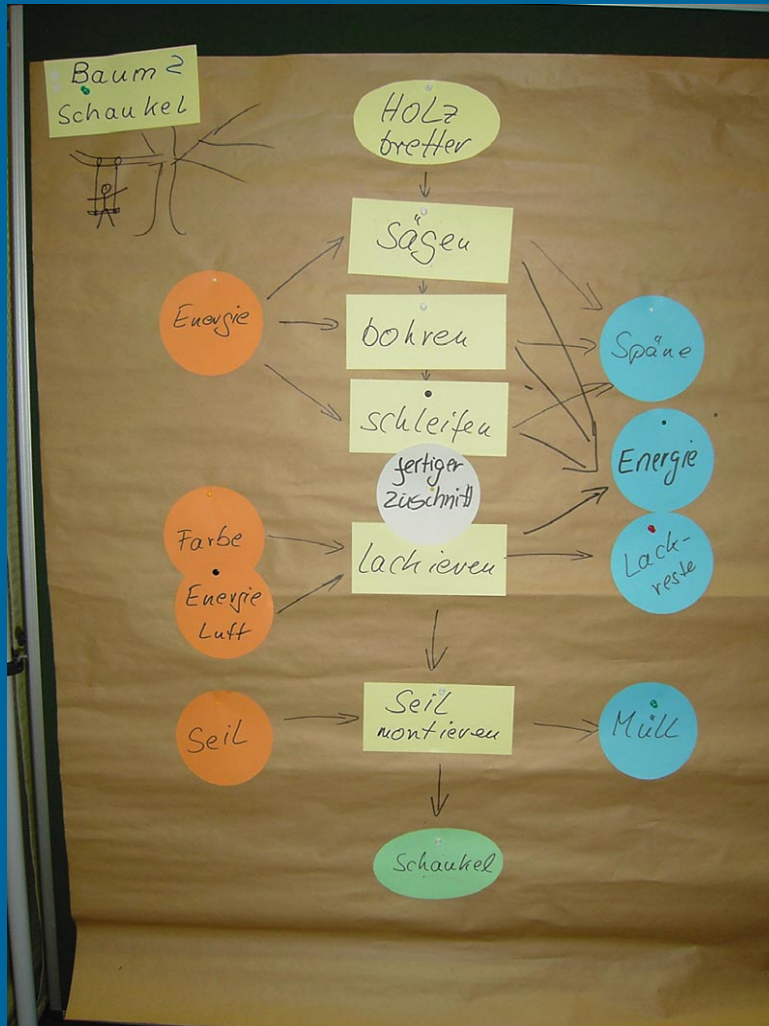 Baum 2
Schaukel
HOLZ
bretter
Sägen
Energie
bohren
Späne
schleifen
Energie
fertiger
Zuschnitt
Farbe
Lackieren
Lack-
reste
Energie
Luft
Seil
montieren
Seil
Müll
Schaukel